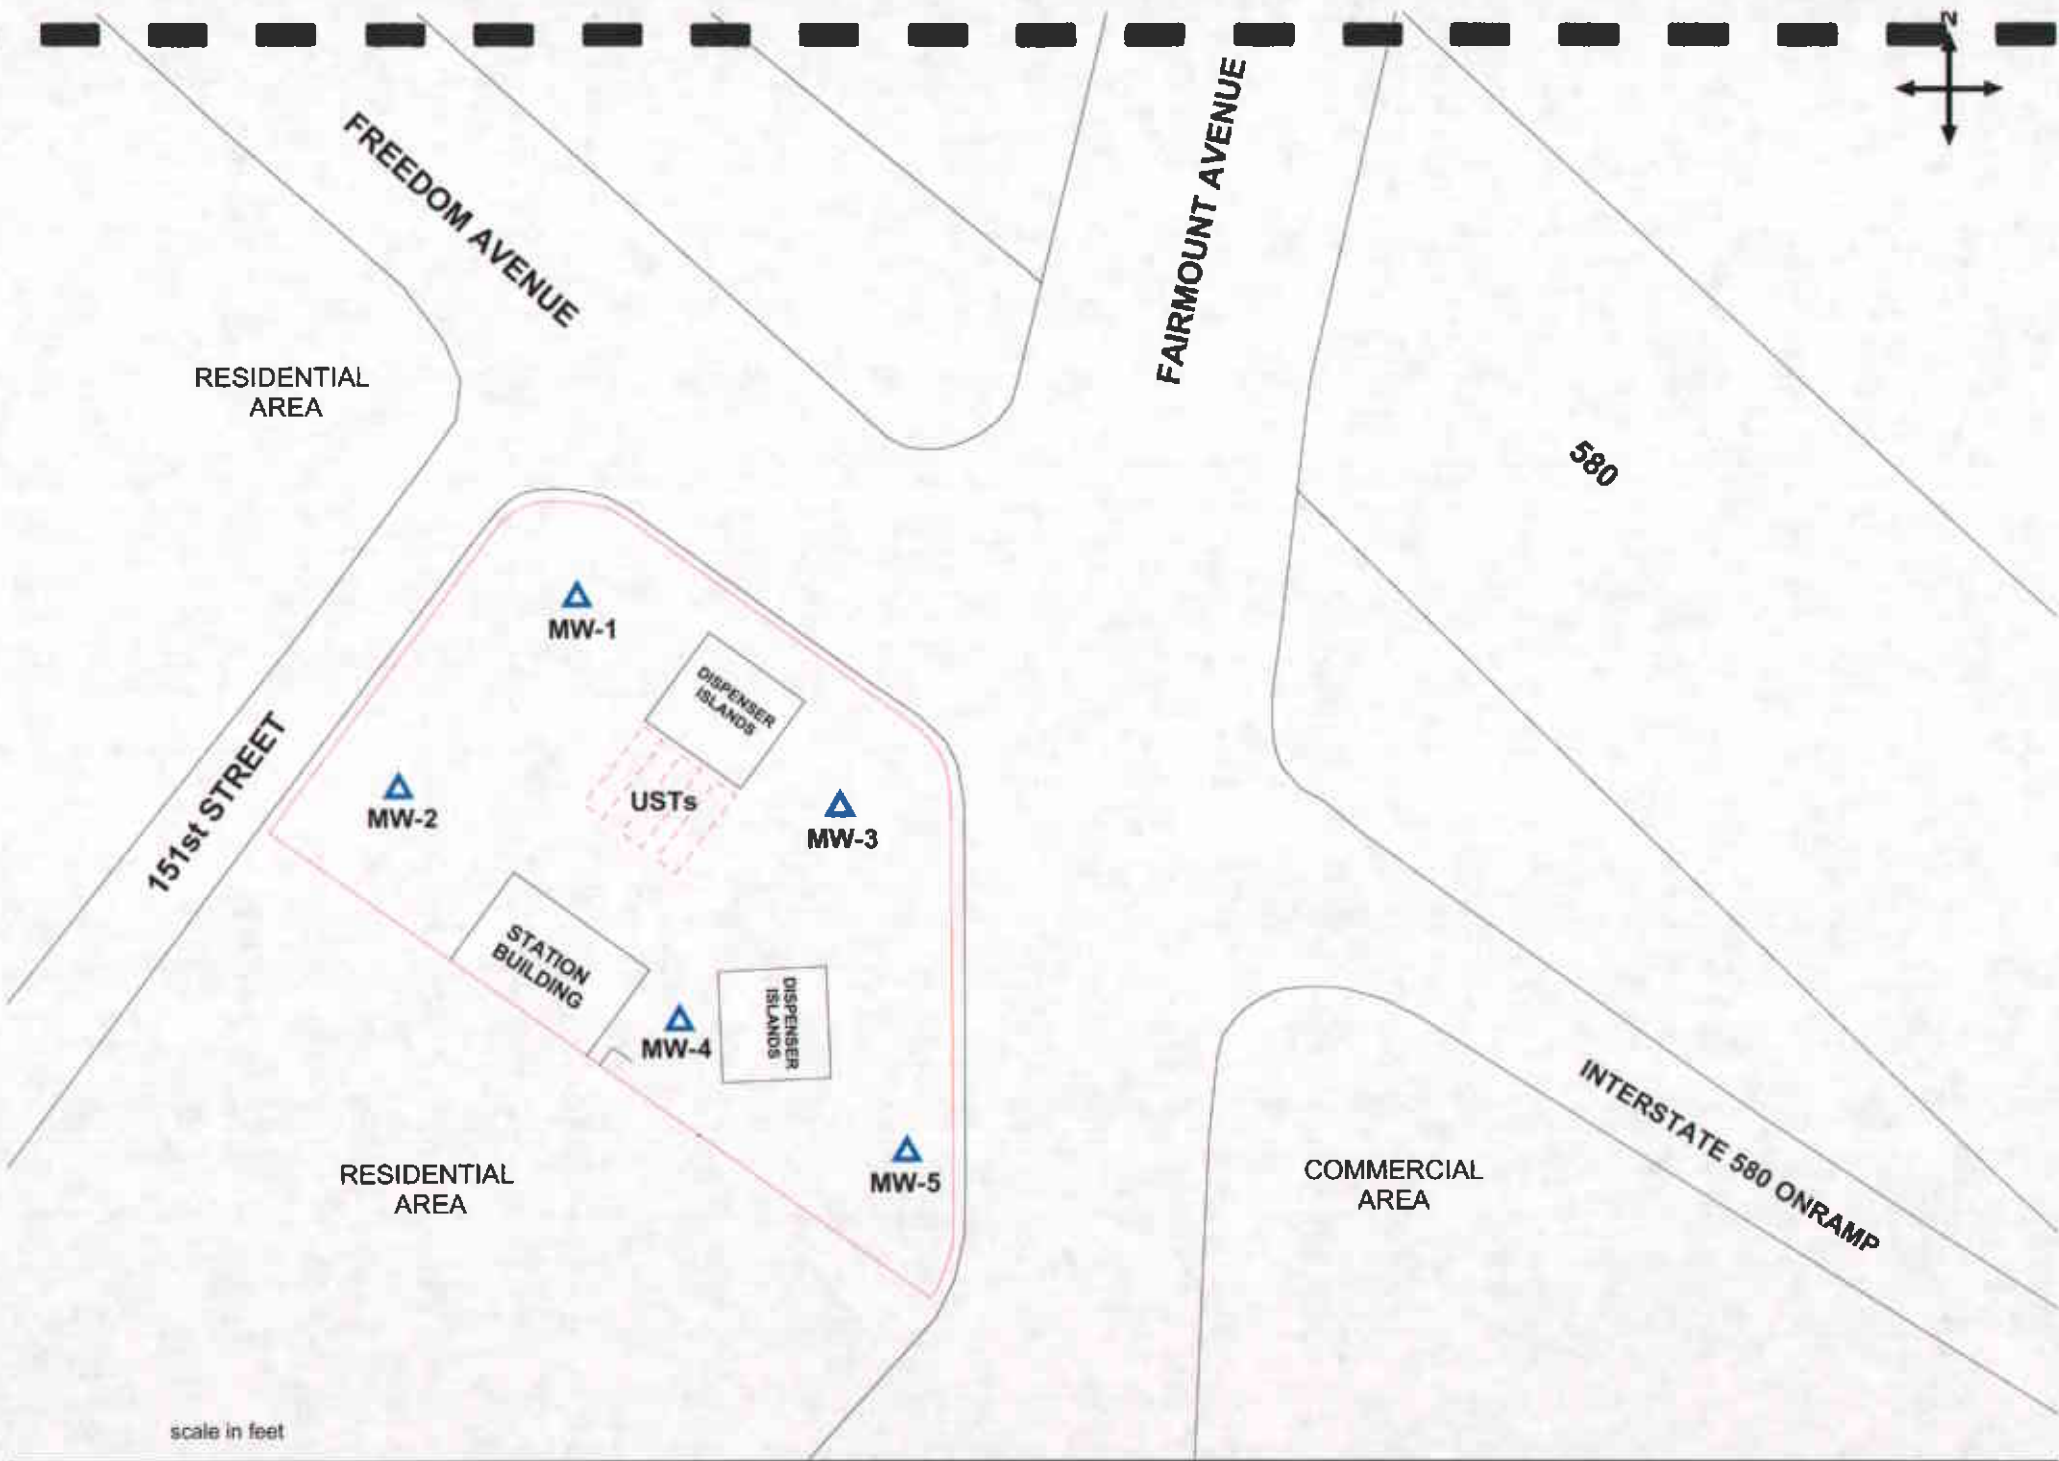 N
FREEDOM AVENUE
FAIRMOUNT AVENUE
RESIDENTIAL
AREA
580
MW-1
DISPENSER
ISLANDS
151st STREET
MW-2
USTs
MW-3
STATION
BUILDING
MW-4
DISPENSER
ISLANDS
MW-5
RESIDENTIAL
AREA
COMMERCIAL
AREA
INTERSTATE 580 ONRAMP
scale in feet